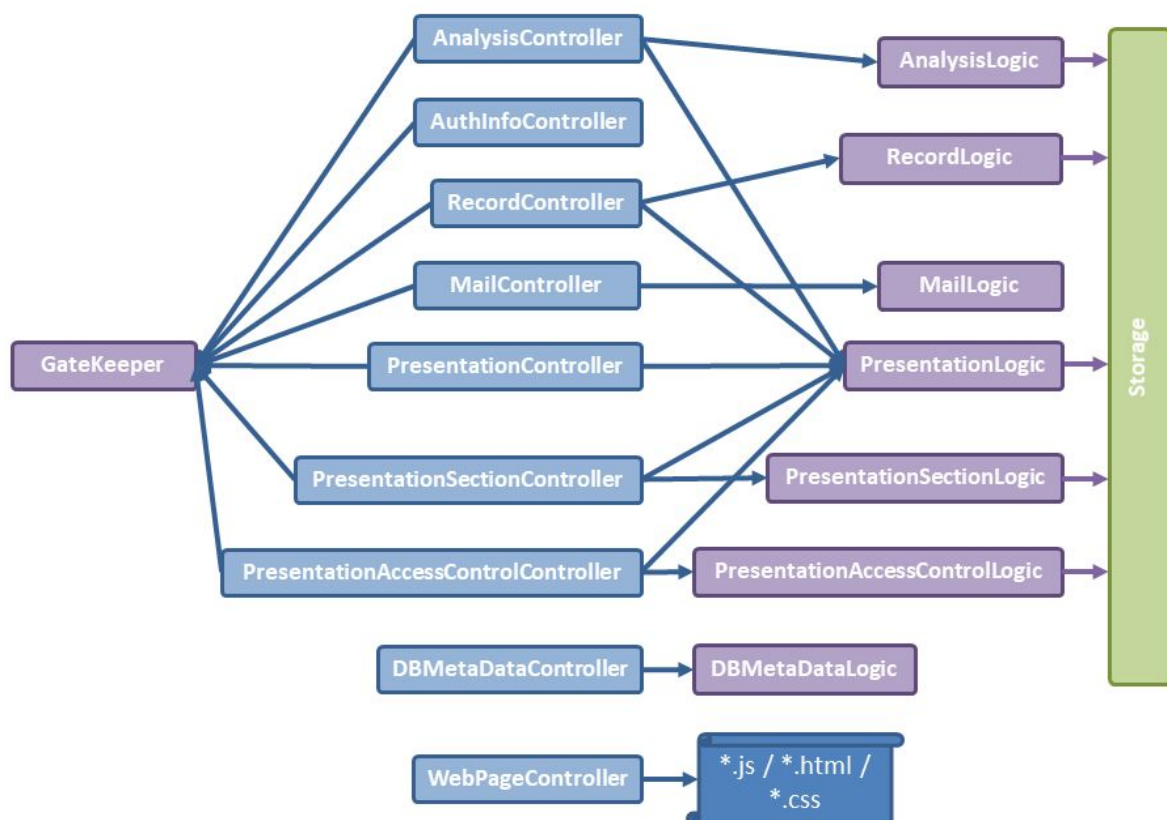 AnalysisController
AnalysisLogic
AuthInfoController
RecordLogic
RecordController
MailController
MailLogic
GateKeeper
PresentationController
PresentationLogic
Storage
PresentationSectionController
PresentationSectionLogic
PresentationAccessControlController
PresentationAccessControlLogic
DBMetaDataController
DBMetaDataLogic
WebPageController
*.js / *.html /
*.css